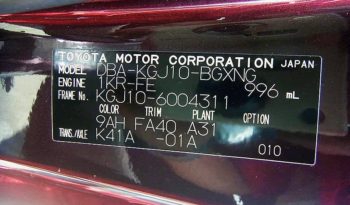 TOYOTA MOTOR CORPORATION JAPAN
MODEL DBA-KGJ10-BGXNG
ENGINE 1KR-FE 996 mL
FRAME No. KGJ10-6004311
COLOR TRIM PLANT OPTION
9AH FA40 A31
TRANS./AXLE K41A -01A 010